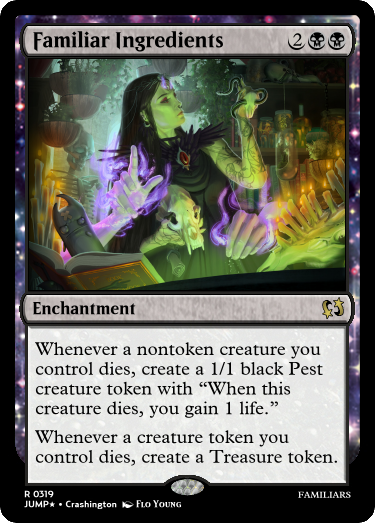 Familiar Ingredients 2
Enchantment
Whenever a nontoken creature you
control dies, create a 1/1 black Pest
creature token with “When this
creature dies, you gain 1 life.”
Whenever a creature token you
control dies, create a Treasure token.
R 0319
FAMILIARS
JUMP★ • Crashington Flo Young